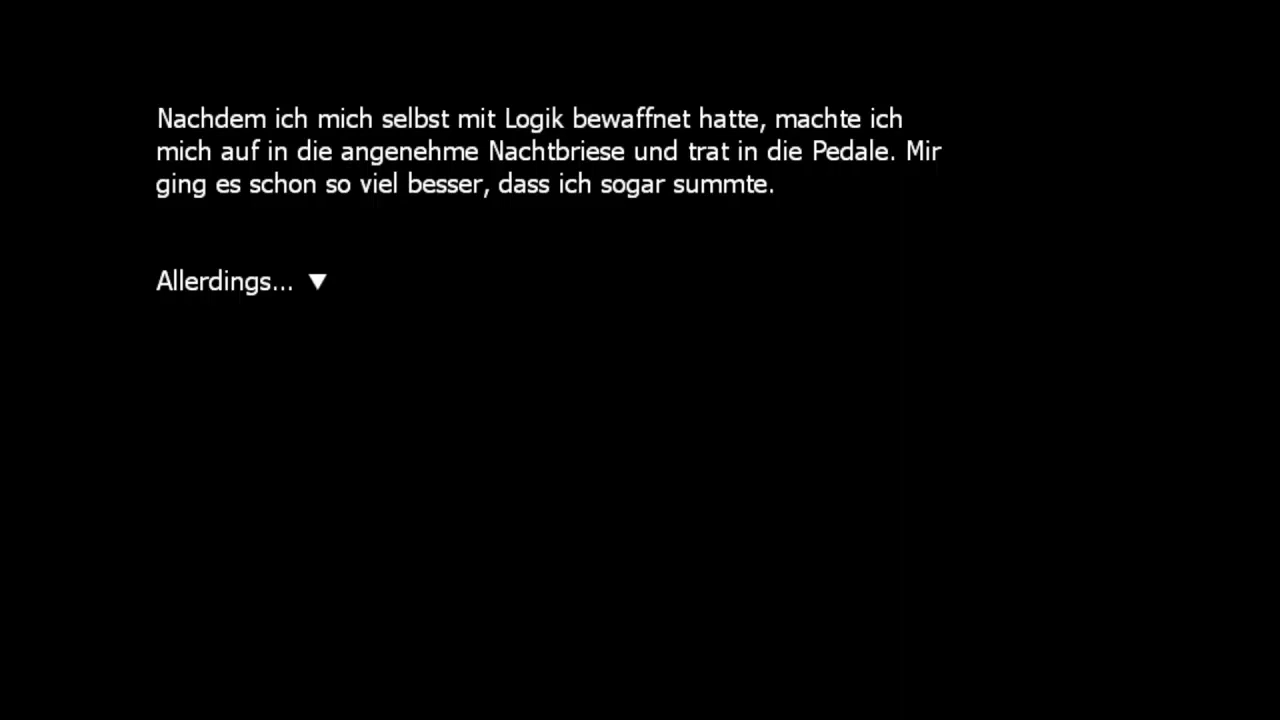 Nachdem ich mich selbst mit Logik bewaffnet hatte, machte ich
mich auf in die angenehme Nachtbriese und trat in die Pedale. Mir
ging es schon so viel besser, dass ich sogar summte.
Allerdings... ▼